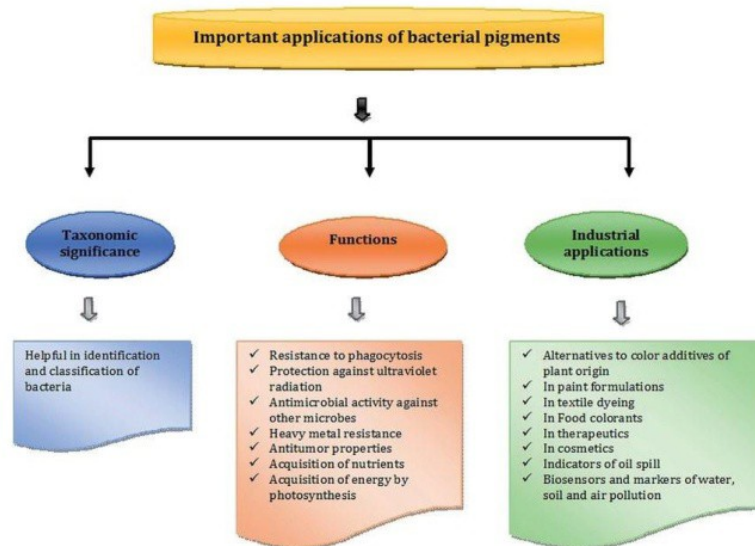 Important applications of bacterial pigments
Taxonomic
significance
Functions
Industrial
applications
Helpful in identification
and classification of
bacteria
✓ Resistance to phagocytosis
✓ Protection against ultraviolet
radiation
✓ Antimicrobial activity against
other microbes
✓ Heavy metal resistance
✓ Antitumor properties
✓ Acquisition of nutrients
✓ Acquisition of energy by
photosynthesis
✓ Alternatives to color additives of
plant origin
✓ In paint formulations
✓ In textile dyeing
✓ In Food colorants
✓ In therapeutics
✓ In cosmetics
✓ Indicators of oil spill
✓ Biosensors and markers of water,
soil and air pollution